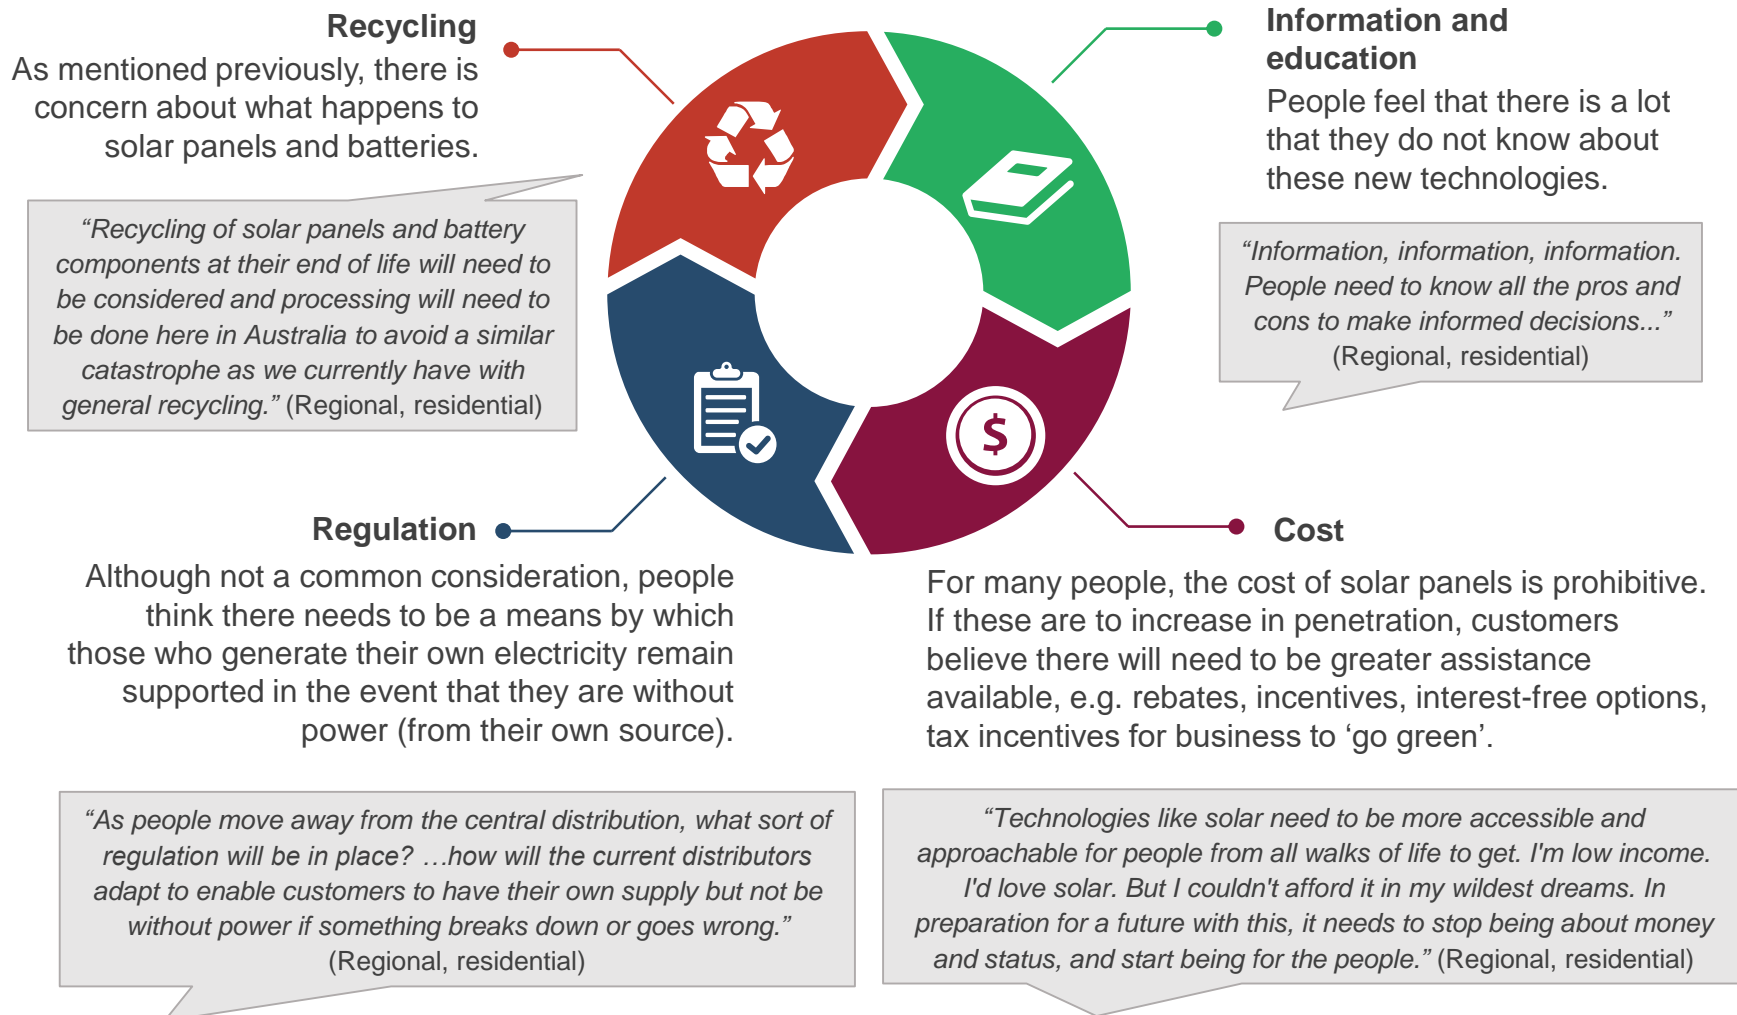 Recycling
As mentioned previously, there is
concern about what happens to
solar panels and batteries.
“Recycling of solar panels and battery
components at their end of life will need to
be considered and processing will need to
be done here in Australia to avoid a similar
catastrophe as we currently have with
general recycling.” (Regional, residential)
Information and
education
People feel that there is a lot
that they do not know about
these new technologies.
“Information, information, information.
People need to know all the pros and
cons to make informed decisions...”
(Regional, residential)
$
Regulation
Although not a common consideration, people
think there needs to be a means by which
those who generate their own electricity remain
supported in the event that they are without
power (from their own source).
“As people move away from the central distribution, what sort of
regulation will be in place? …how will the current distributors
adapt to enable customers to have their own supply but not be
without power if something breaks down or goes wrong.”
(Regional, residential)
Cost
For many people, the cost of solar panels is prohibitive.
If these are to increase in penetration, customers
believe there will need to be greater assistance
available, e.g. rebates, incentives, interest-free options,
tax incentives for business to ‘go green’.
“Technologies like solar need to be more accessible and
approachable for people from all walks of life to get. I'm low income.
I'd love solar. But I couldn't afford it in my wildest dreams. In
preparation for a future with this, it needs to stop being about money
and status, and start being for the people.” (Regional, residential)